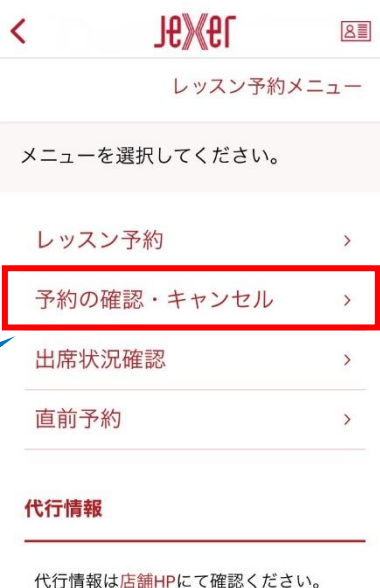 JEXER
レッスン予約メニュー
メニューを選択してください。
レッスン予約
予約の確認・キャンセル
出席状況確認
直前予約
代行情報
代行情報は店舗HPにて確認ください。